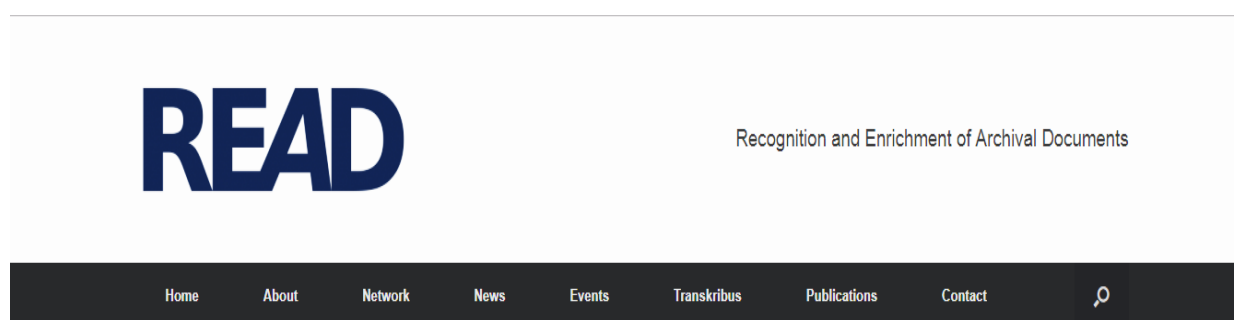 READ
Recognition and Enrichment of Archival Documents
Home About Network News Events Transkribus Publications Contact